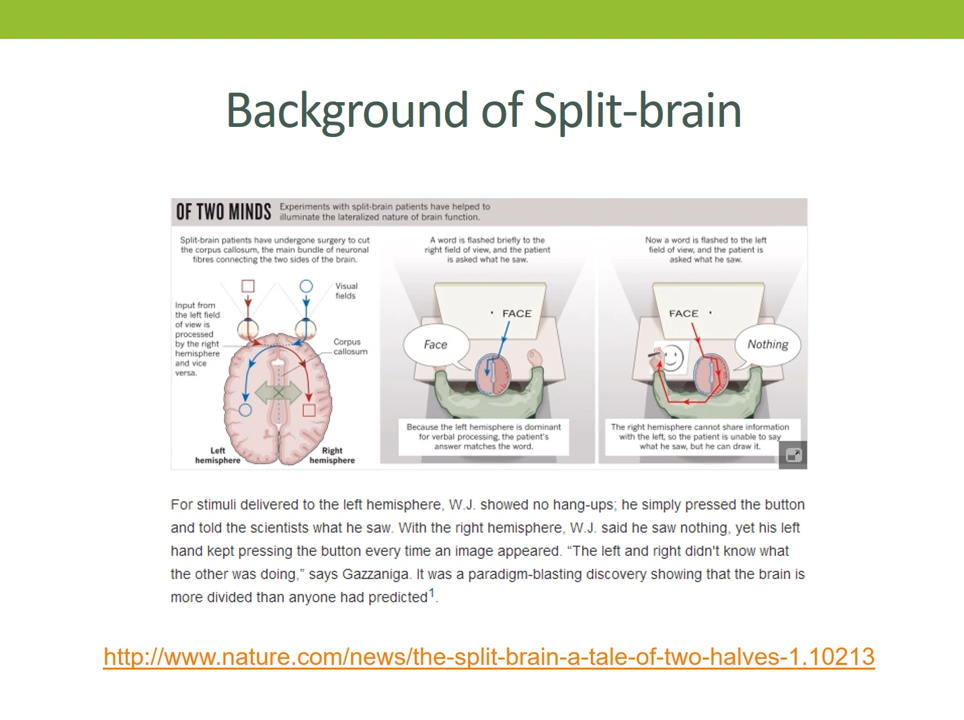 Background of Split-brain
OF TWO MINDS
Experiments with split-brain patients have helped to
illuminate the lateralized nature of brain function.
Split-brain patients have undergone surgery to cut
the corpus callosum, the main bundle of neuronal
fibres connecting the two sides of the brain.
Visual
fields
Input from
the left field
of view is
processed
by the right
hemisphere
and vice
versa.
Corpus
callosum
Left
hemisphere
Right
hemisphere
A word is flashed briefly to the
right field of view, and the patient
is asked what he saw.
· FACE
Face
Because the left hemisphere is dominant
for verbal processing, the patient's
answer matches the word.
Now a word is flashed to the left
field of view, and the patient is
asked what he saw.
FACE ·
Nothing
The right hemisphere cannot share information
with the left, so the patient is unable to say
what he saw, but he can draw it.
For stimuli delivered to the left hemisphere, W.J. showed no hang-ups; he simply pressed the button
and told the scientists what he saw. With the right hemisphere, W.J. said he saw nothing, yet his left
hand kept pressing the button every time an image appeared. “The left and right didn't know what
the other was doing,” says Gazzaniga. It was a paradigm-blasting discovery showing that the brain is
more divided than anyone had predicted1.
http://www.nature.com/news/the-split-brain-a-tale-of-two-halves-1.10213